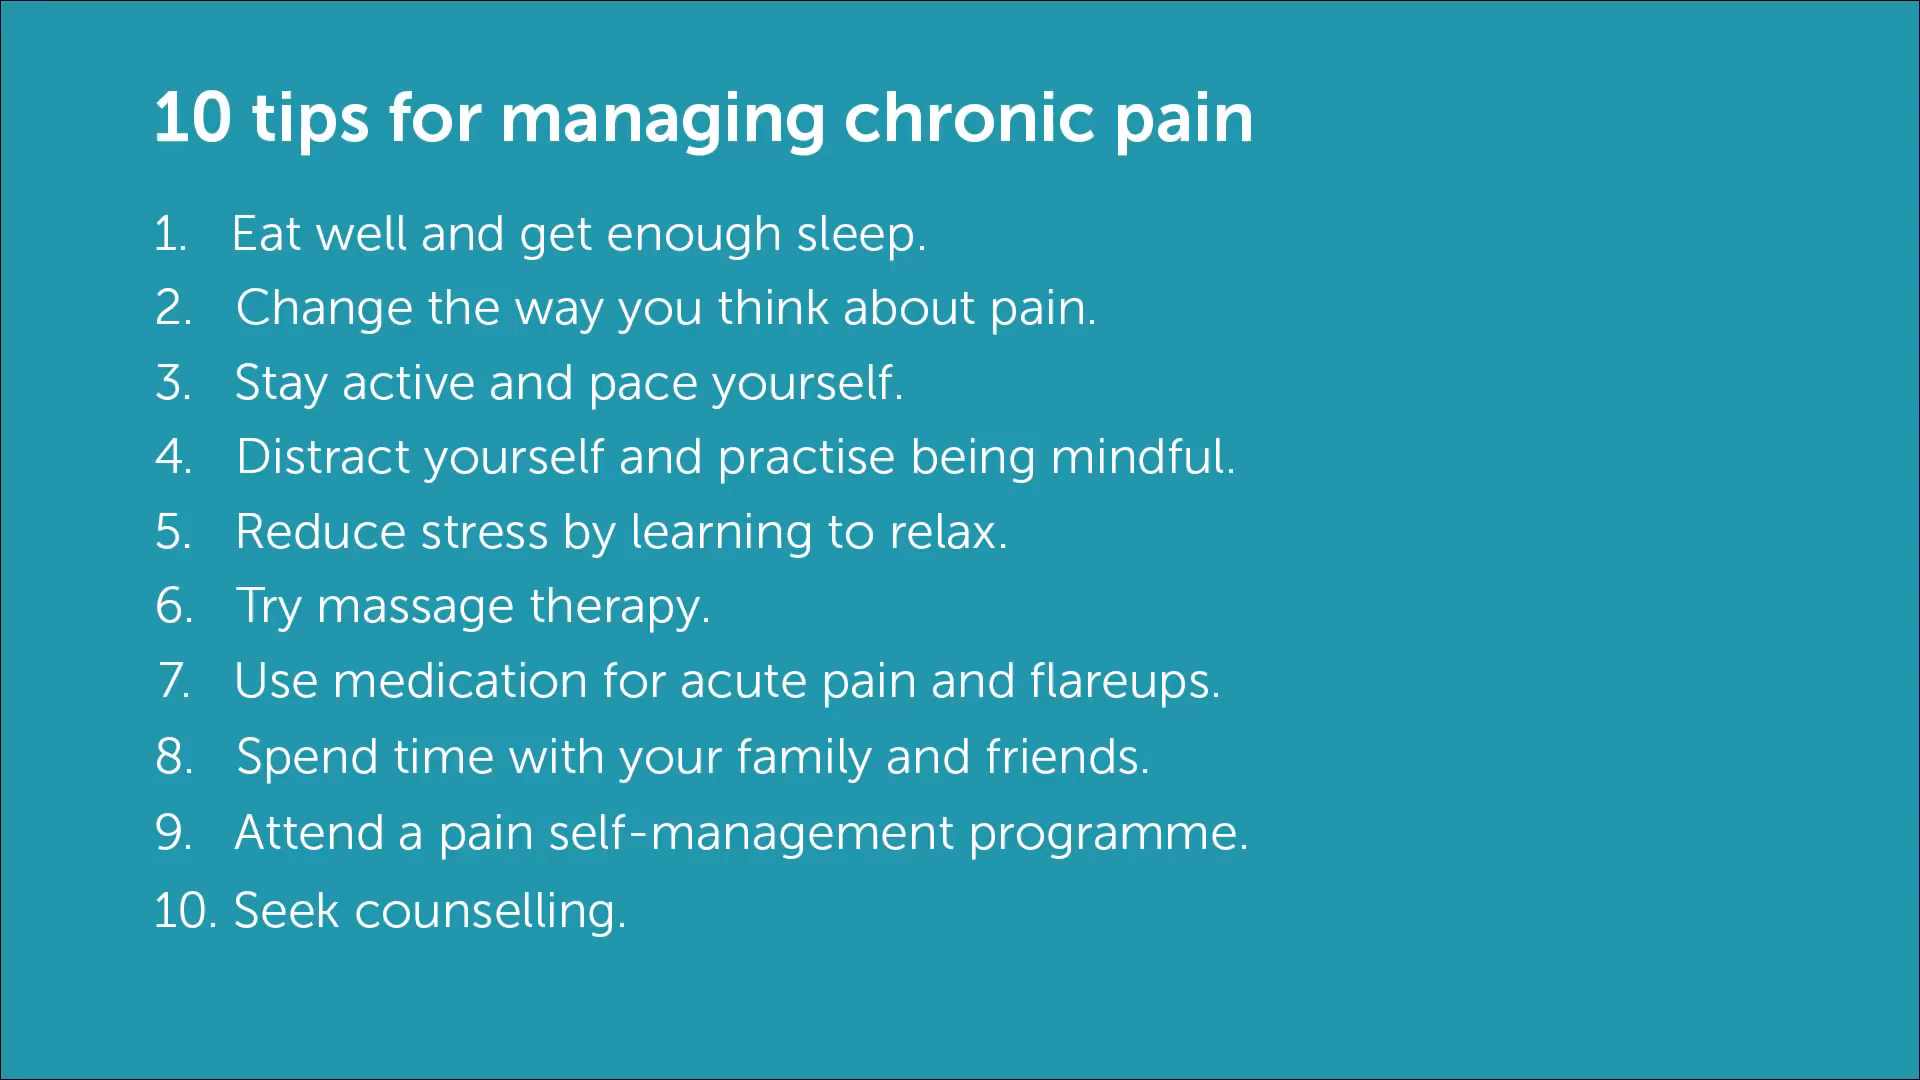 10 tips for managing chronic pain
1. Eat well and get enough sleep.
2. Change the way you think about pain.
3. Stay active and pace yourself.
4. Distract yourself and practise being mindful.
5. Reduce stress by learning to relax.
6. Try massage therapy.
7. Use medication for acute pain and flareups.
8. Spend time with your family and friends.
9. Attend a pain self-management programme.
10. Seek counselling.